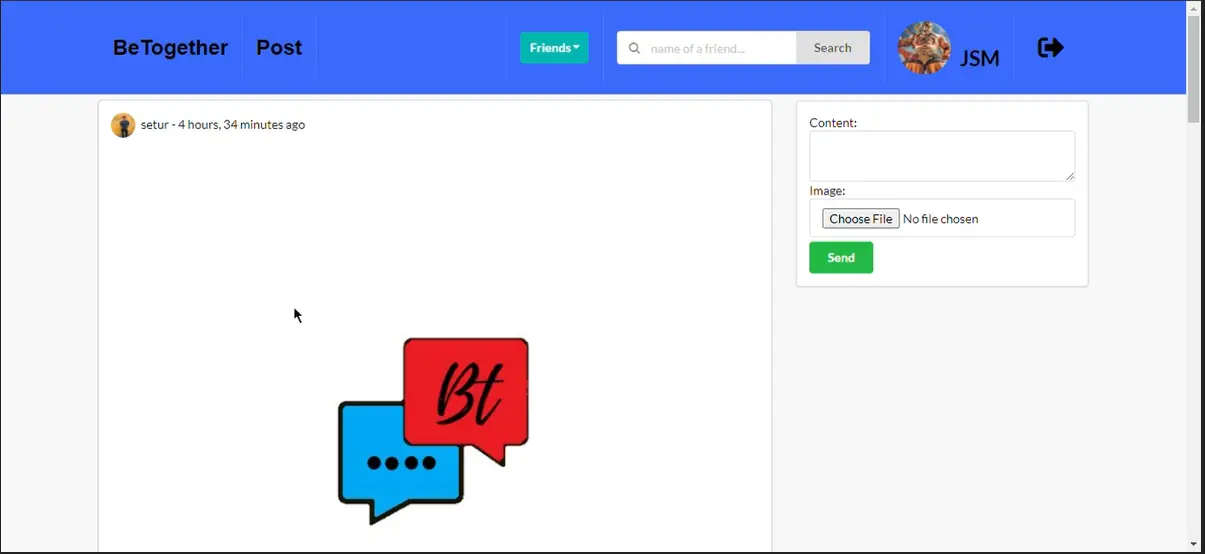 BeTogether Post Friends name of a friend... Search JSM
setur - 4 hours, 34 minutes ago
Content:
Image:
Choose File No file chosen
Send
Bt